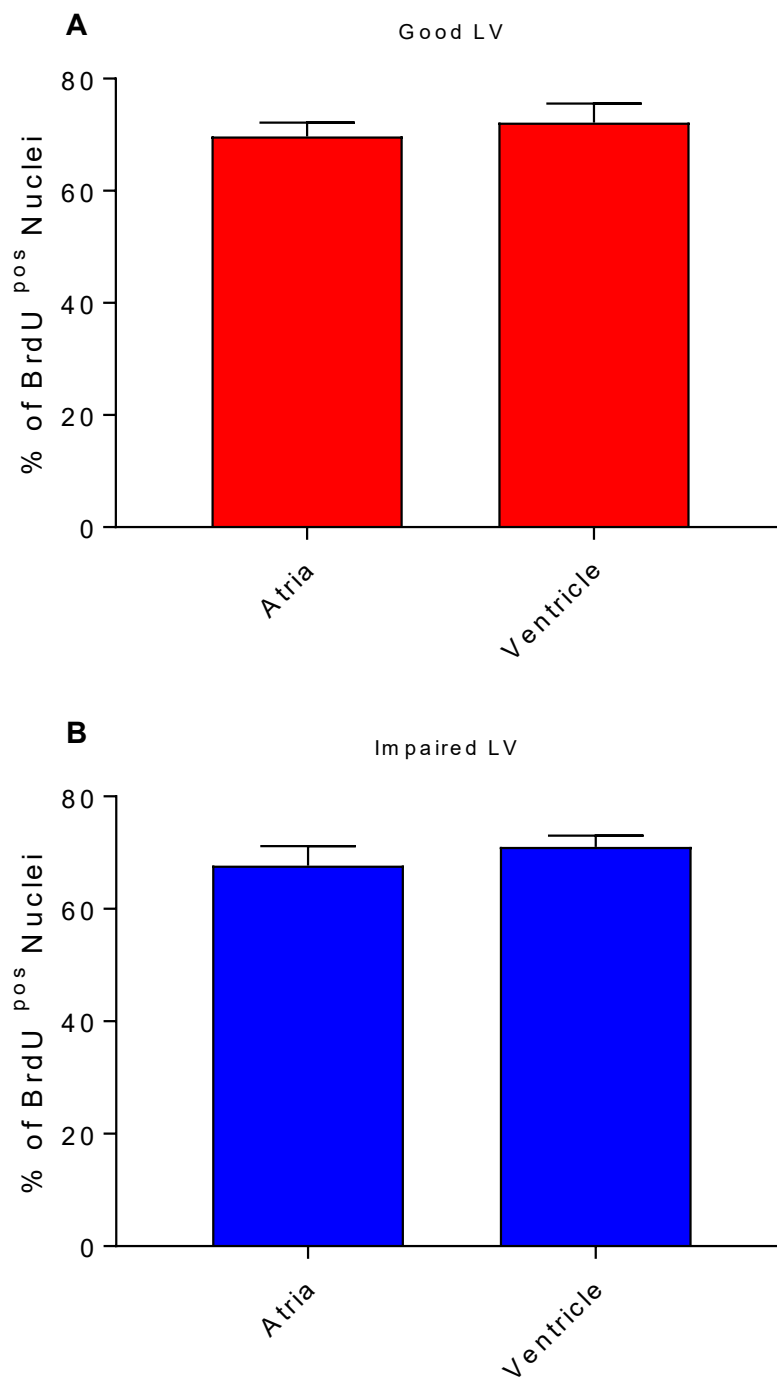 A
Good LV
% of BrdU pos Nuclei
80
60
40
20
0
Atria
Ventricle
B
Impaired LV
% of BrdU pos Nuclei
80
60
40
20
0
Atria
Ventricle